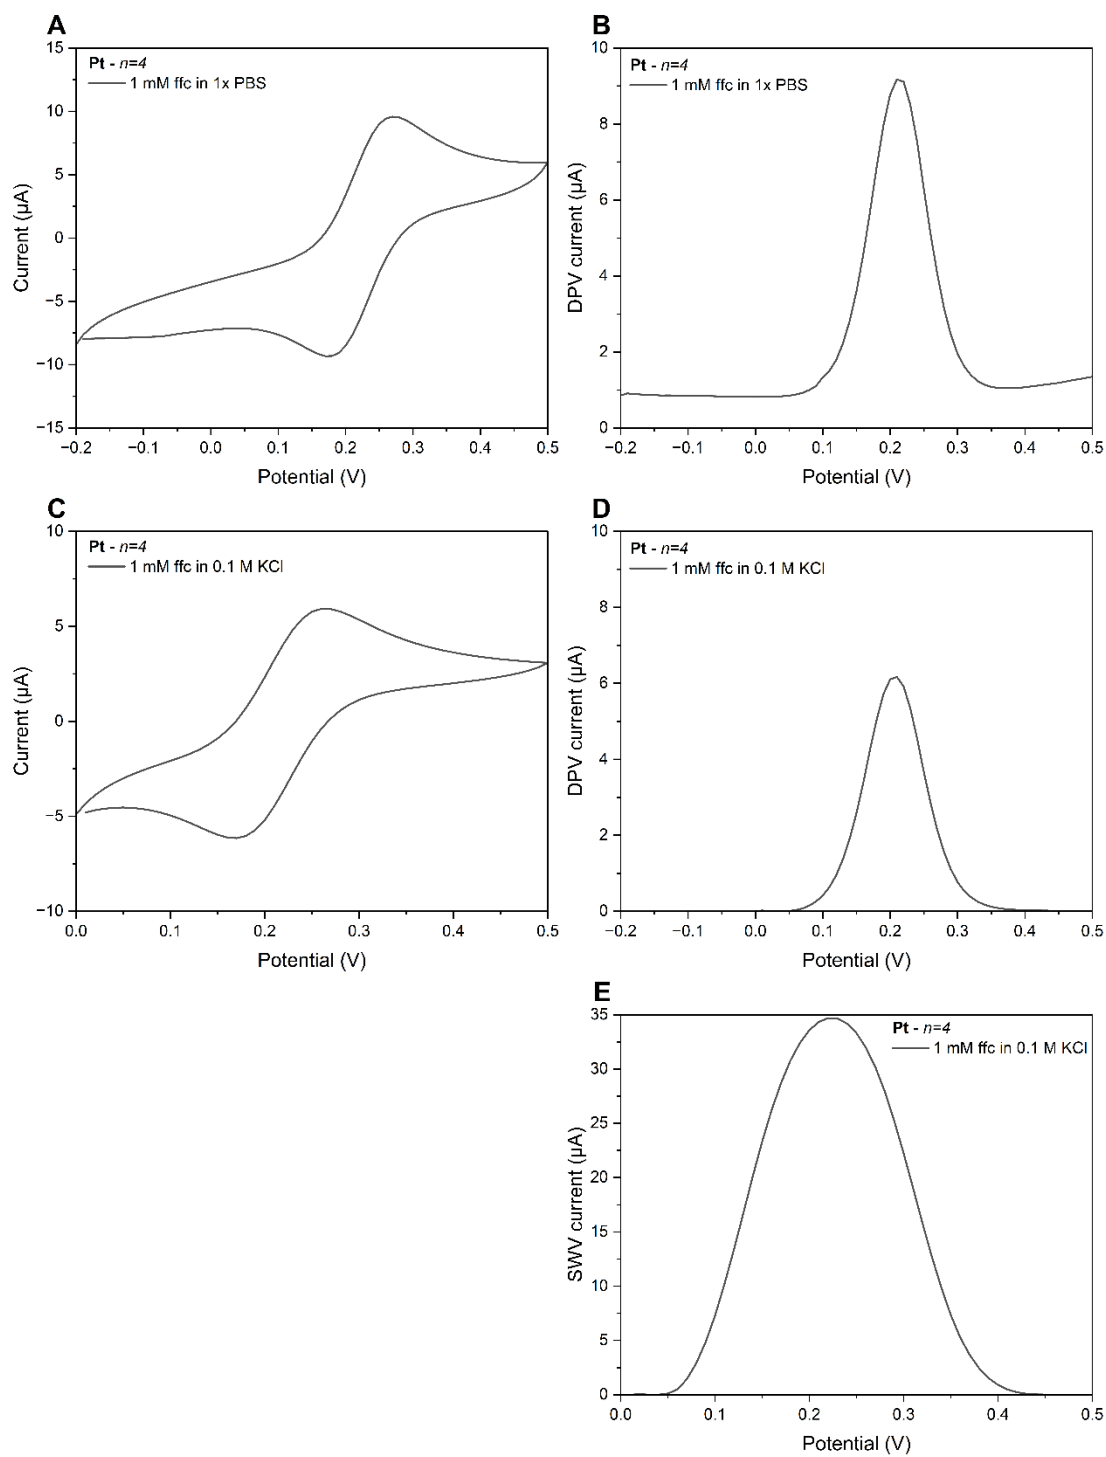 A
Pt - n=4
1 mM ffc in 1x PBS
15
10
5
0
−5
−10
−15
Current (µA)
−0.2 −0.1 0.0 0.1 0.2 0.3 0.4 0.5
Potential (V)
B
Pt - n=4
1 mM ffc in 1x PBS
10
8
6
4
2
0
DPV current (µA)
−0.2 −0.1 0.0 0.1 0.2 0.3 0.4 0.5
Potential (V)
C
Pt - n=4
1 mM ffc in 0.1 M KCl
10
5
0
−5
−10
Current (µA)
0.0 0.1 0.2 0.3 0.4 0.5
Potential (V)
D
Pt - n=4
1 mM ffc in 0.1 M KCl
10
8
6
4
2
0
DPV current (µA)
−0.2 −0.1 0.0 0.1 0.2 0.3 0.4 0.5
Potential (V)
E
Pt - n=4
1 mM ffc in 0.1 M KCl
35
30
25
20
15
10
5
0
SWV current (µA)
0.0 0.1 0.2 0.3 0.4 0.5
Potential (V)